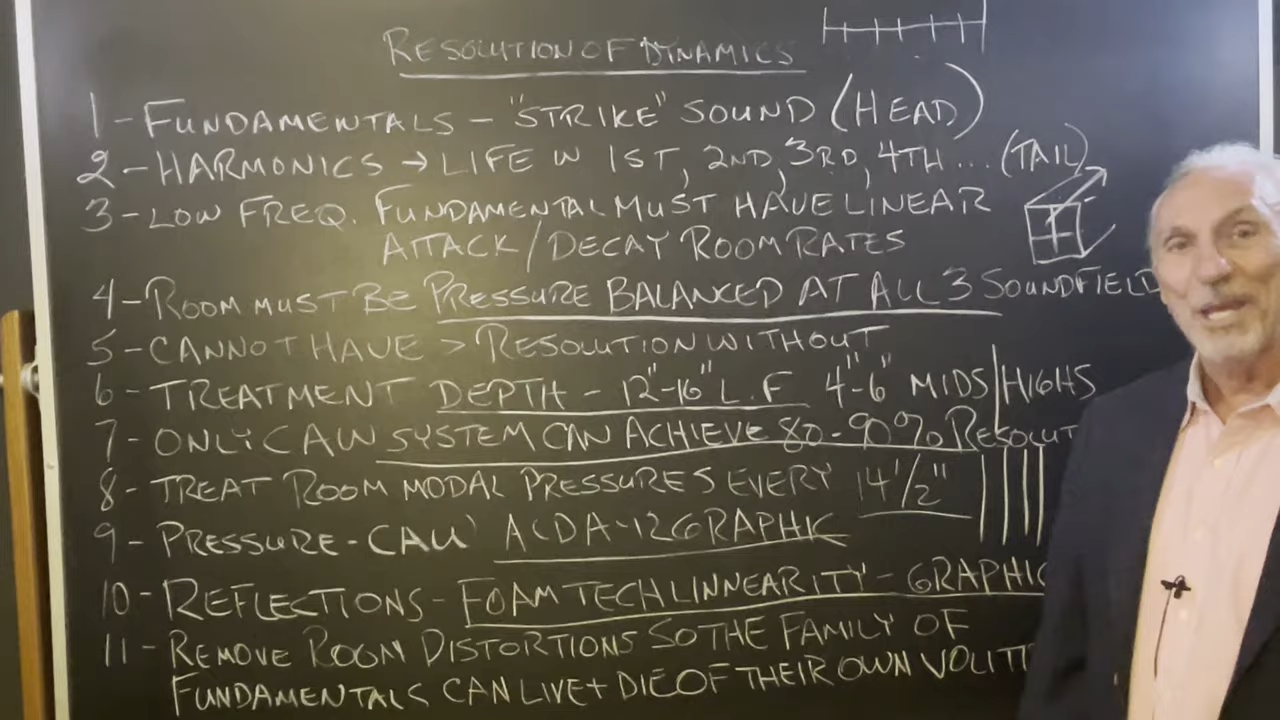 RESOLUTION OF DYNAMICS
1- FUNDAMENTALS - "STRIKE" SOUND (HEAD)
2- HARMONICS → LIFE IN 1ST, 2ND, 3RD, 4TH ... (TAIL)
3- LOW FREQ. FUNDAMENTAL MUST HAVE LINEAR
ATTACK/DECAY ROOM RATES
4- ROOM MUST BE PRESSURE BALANCED AT ALL 3 SOUNDFIELD
5- CANNOT HAVE > RESOLUTION WITHOUT
6- TREATMENT DEPTH - 12"-16" L.F 4"-6" MIDS/HIGHS
7- ONLY CAW SYSTEM CAN ACHIEVE 80-90% RESOLUT
8- TREAT ROOM MODAL PRESSURES EVERY 14 1/2"
9- PRESSURE - CAW ACDA-12 GRAPHIC
10- REFLECTIONS - FOAM TECH LINNEARITY - GRAPHIC
11- REMOVE ROOM DISTORTIONS SO THE FAMILY OF
FUNDAMENTALS CAN LIVE + DIE OF THEIR OWN VOLITI